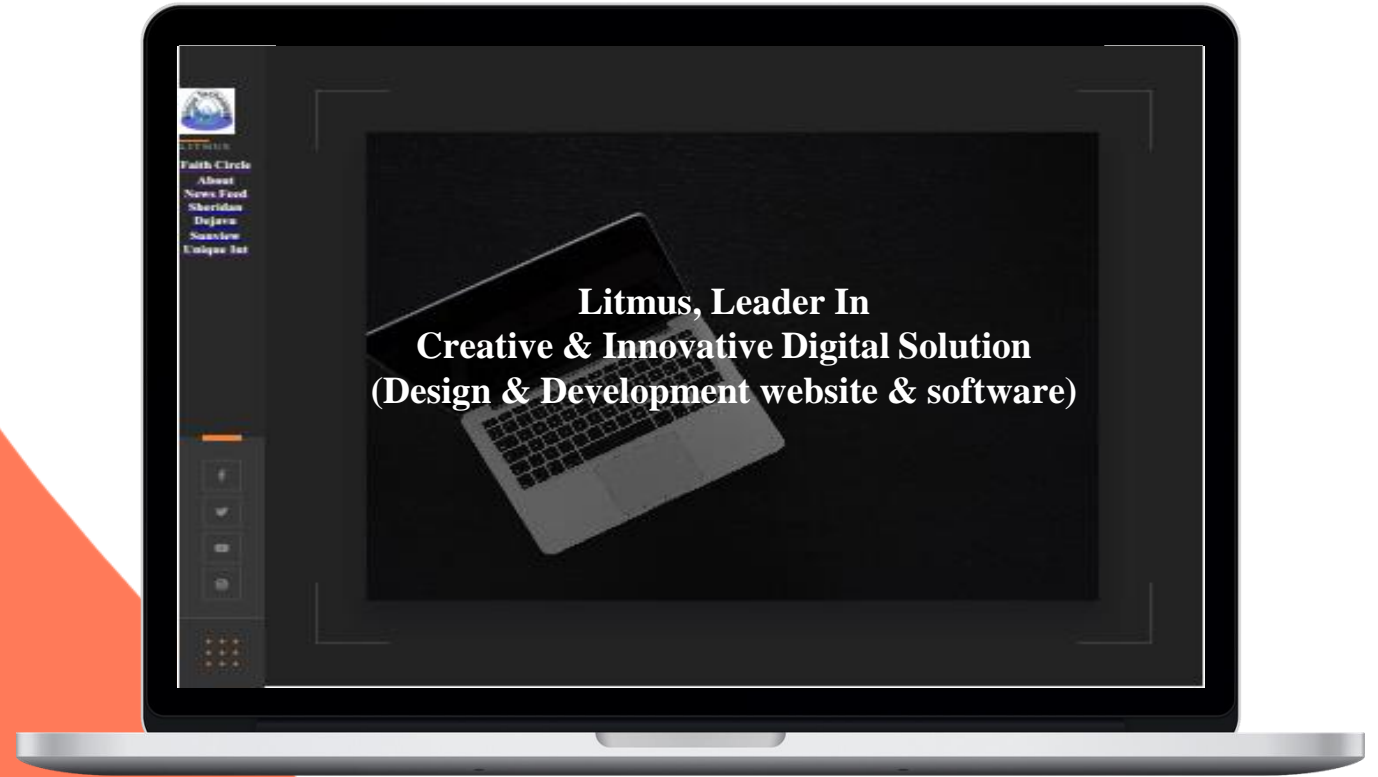 LITMUS
Faith Circle
About
News Feed
Sheridan
Dejavu
Sunview
Unique Int
Litmus, Leader In
Creative & Innovative Digital Solution
(Design & Development website & software)